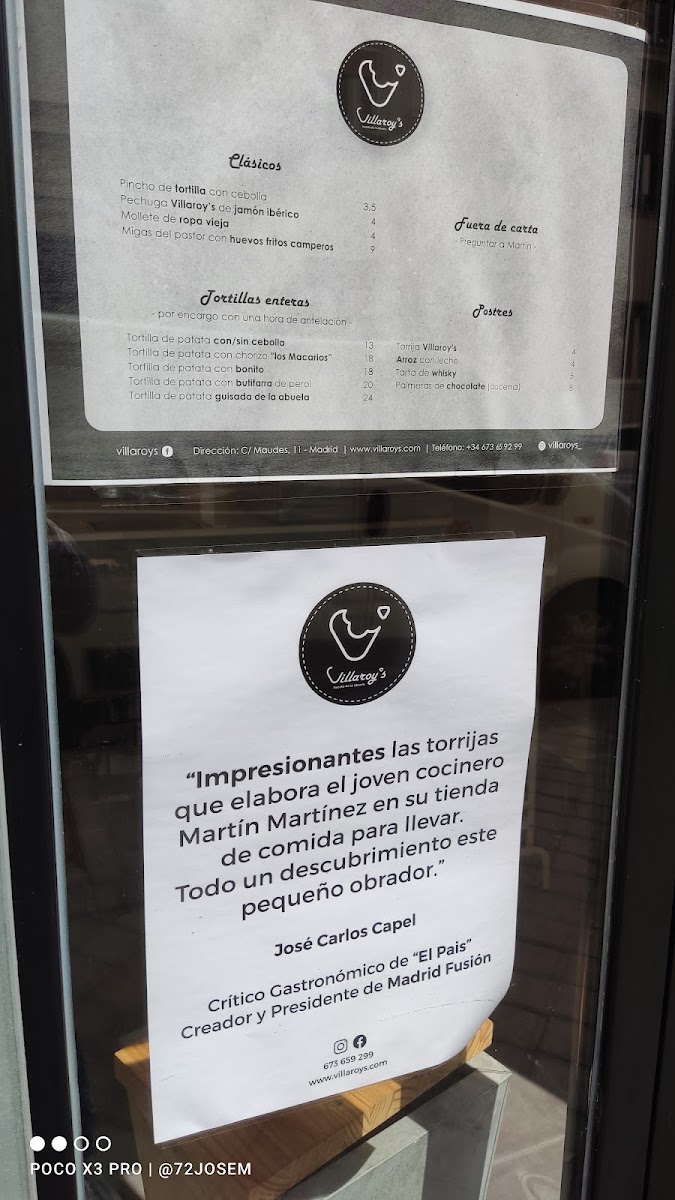 Villaroy's
Clásicos
Pincho de tortilla con cebolla 3,5
Pechuga Villaroy's de jamón ibérico 4
Mollete de ropa vieja 4
Migas del pastor con huevos fritos camperos 9
Fuera de carta
- Preguntar a Martín -
Tortillas enteras
- por encargo con una hora de antelación -
Tortilla de patata con/sin cebolla 13
Tortilla de patata con chorizo "los Macarios" 18
Tortilla de patata con bonito 18
Tortilla de patata con butifarra de perol 20
Tortilla de patata guisada de la abuela 24
Postres
Torrija Villaroy's 4
Arroz con leche 4
Tarta de whisky 5
Palmeras de chocolate (docena) 8
villaroys
Dirección: C/ Maudes, 11 - Madrid | www.villaroys.com | Teléfono: +34 673 65 92 99
villaroys_
Villaroy's
“Impresionantes las torrijas
que elabora el joven cocinero
Martín Martínez en su tienda
de comida para llevar.
Todo un descubrimiento este
pequeño obrador.”
José Carlos Capel
Crítico Gastronómico de “El Pais”
Creador y Presidente de Madrid Fusión
673 659 299
www.villaroys.com
POCO X3 PRO | @72JOSEM